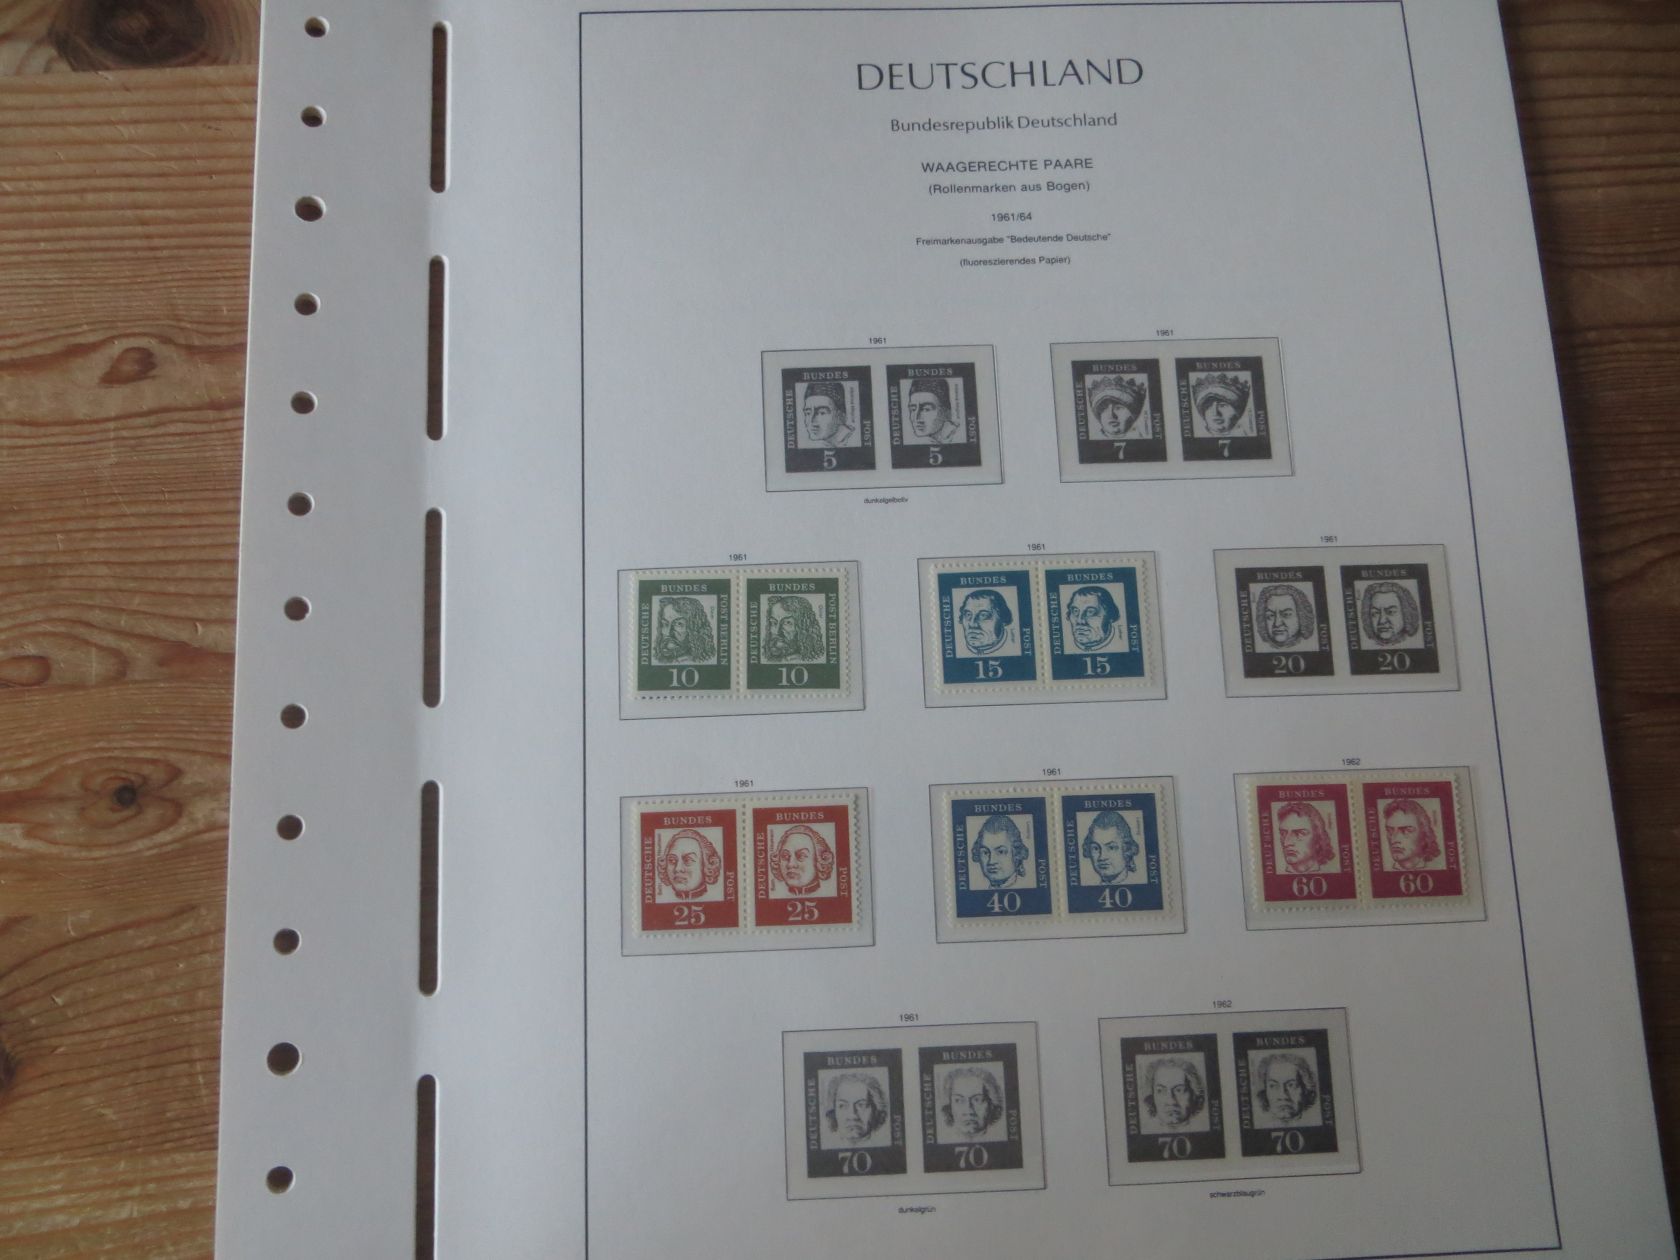 DEUTSCHLAND
Bundesrepublik Deutschland
WAAGERECHTE PAARE
(Rollenmarken aus Bogen)
1961/64
Freimarkenausgabe "Bedeutende Deutsche"
(fluoreszierendes Papier)
1961 1961
DEUTSCHE BUNDES POST 5 DEUTSCHE BUNDES POST 5
DEUTSCHE BUNDES POST 7 DEUTSCHE BUNDES POST 7
dunkelgelboliv
1961 1961 1961
DEUTSCHE BUNDES POST BERLIN 10 DEUTSCHE BUNDES POST BERLIN 10
DEUTSCHE BUNDES POST Luther 15 DEUTSCHE BUNDES POST Luther 15
DEUTSCHE BUNDES POST 20 DEUTSCHE BUNDES POST 20
1961 1961 1962
DEUTSCHE BUNDES POST 25 DEUTSCHE BUNDES POST 25
DEUTSCHE BUNDES POST 40 DEUTSCHE BUNDES POST 40
DEUTSCHE BUNDES POST 60 DEUTSCHE BUNDES POST 60
1961 1962
DEUTSCHE BUNDES POST 70 DEUTSCHE BUNDES POST 70
DEUTSCHE BUNDES POST 70 DEUTSCHE BUNDES POST 70
dunkelgrün schwarzblaugrün